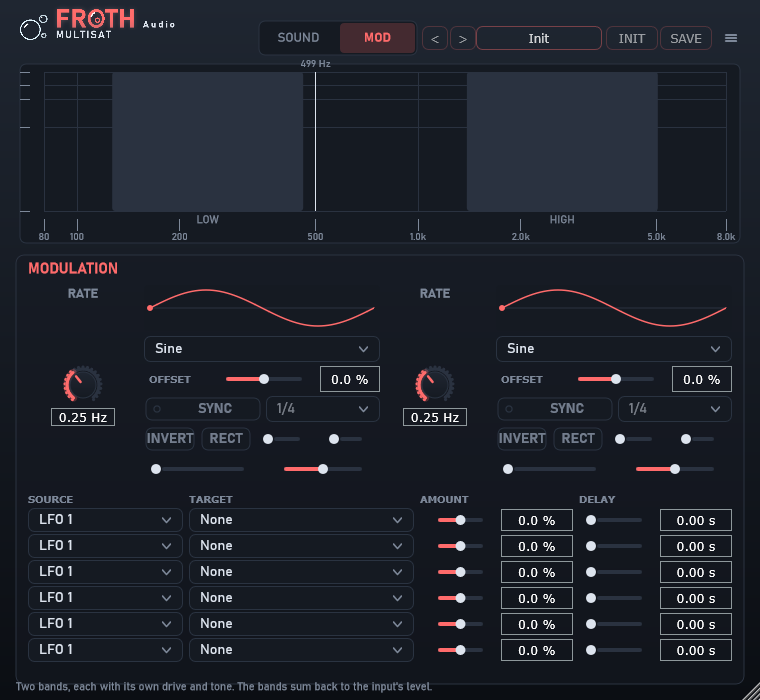 FROTH Audio
MULTISAT
SOUND MOD < > Init INIT SAVE
499 Hz
LOW HIGH
80 100 200 500 1.0k 2.0k 5.0k 8.0k
MODULATION
RATE RATE
Sine Sine
OFFSET 0.0 % OFFSET 0.0 %
SYNC 1/4 SYNC 1/4
0.25 Hz 0.25 Hz
INVERT RECT INVERT RECT
SOURCE TARGET AMOUNT DELAY
LFO 1 None 0.0 % 0.00 s
LFO 1 None 0.0 % 0.00 s
LFO 1 None 0.0 % 0.00 s
LFO 1 None 0.0 % 0.00 s
LFO 1 None 0.0 % 0.00 s
LFO 1 None 0.0 % 0.00 s
Two bands, each with its own drive and tone. The bands sum back to the input's level.